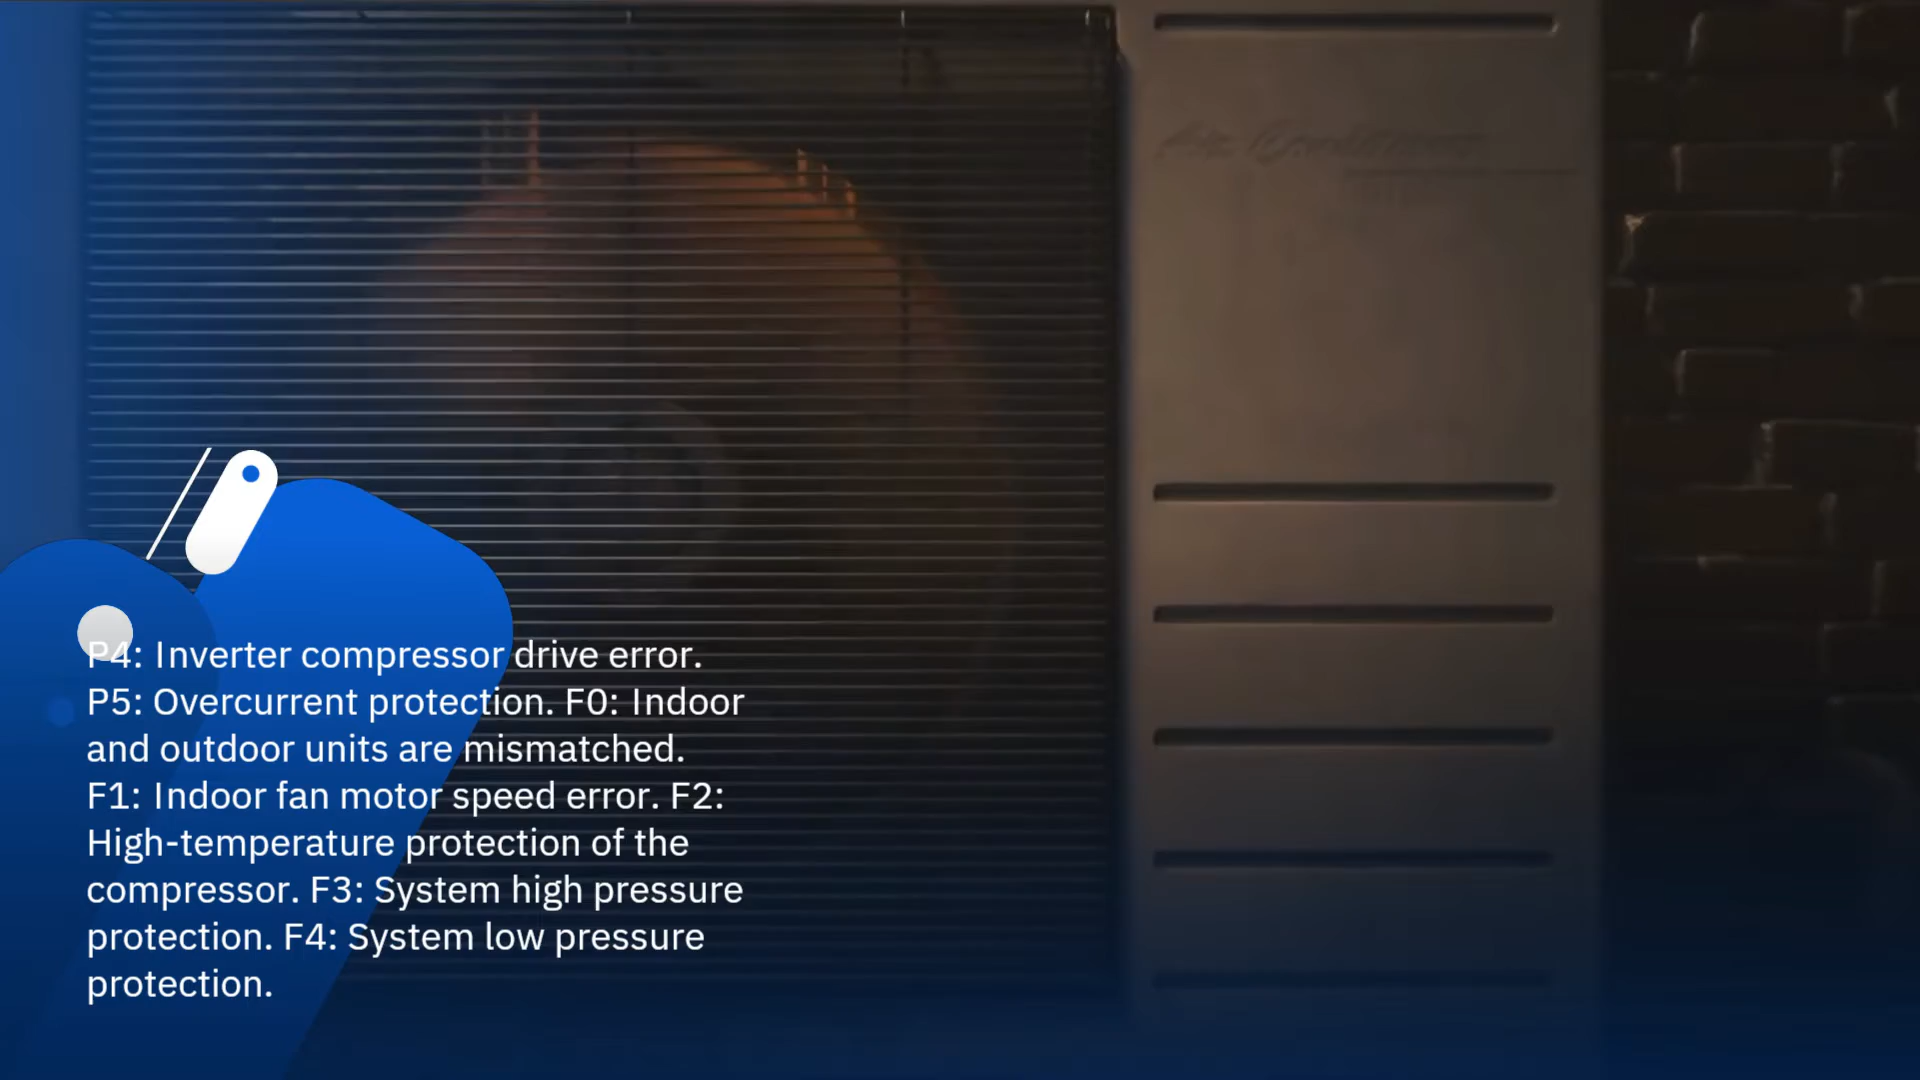 P4: Inverter compressor drive error.
P5: Overcurrent protection. F0: Indoor
and outdoor units are mismatched.
F1: Indoor fan motor speed error. F2:
High-temperature protection of the
compressor. F3: System high pressure
protection. F4: System low pressure
protection.